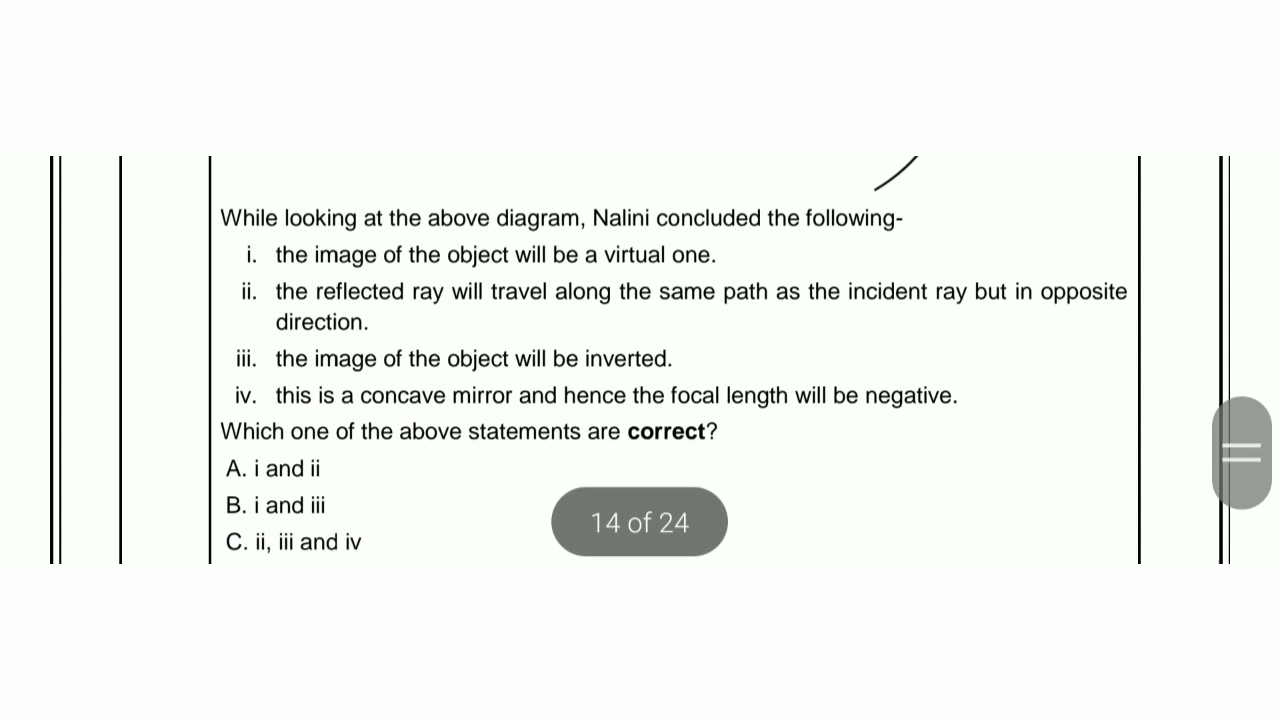 While looking at the above diagram, Nalini concluded the following-
i. the image of the object will be a virtual one.
ii. the reflected ray will travel along the same path as the incident ray but in opposite
direction.
iii. the image of the object will be inverted.
iv. this is a concave mirror and hence the focal length will be negative.
Which one of the above statements are correct?
A. i and ii
B. i and iii
14 of 24
C. ii, iii and iv